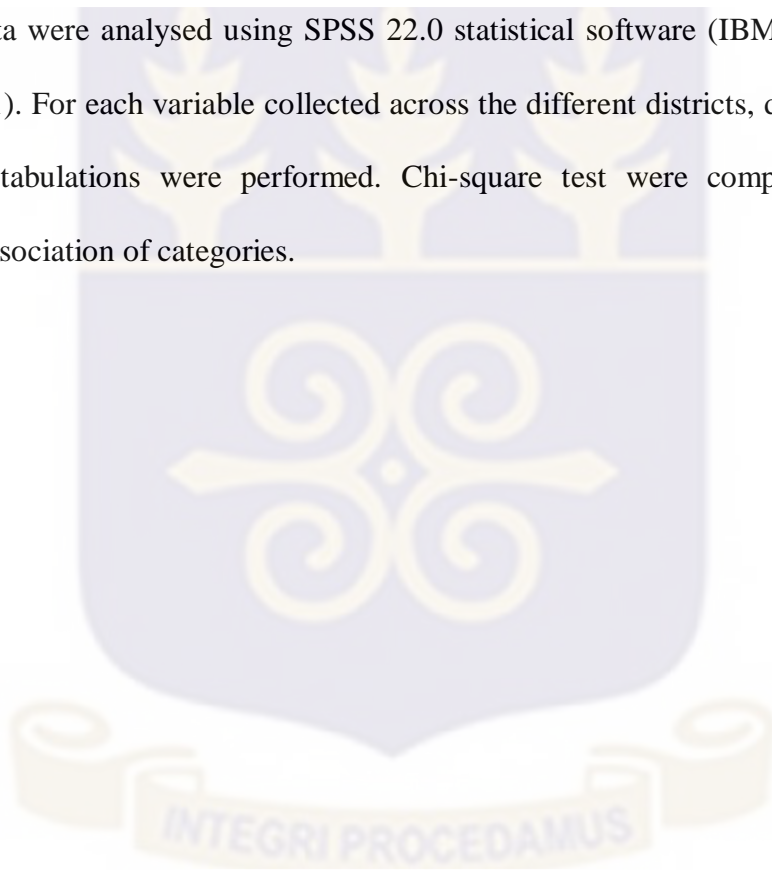 ta were analysed using SPSS 22.0 statistical software (IBM
). For each variable collected across the different districts,
tabulations were performed. Chi-square test were comp
sociation of categories.
INTEGRI PROCEDAMUS